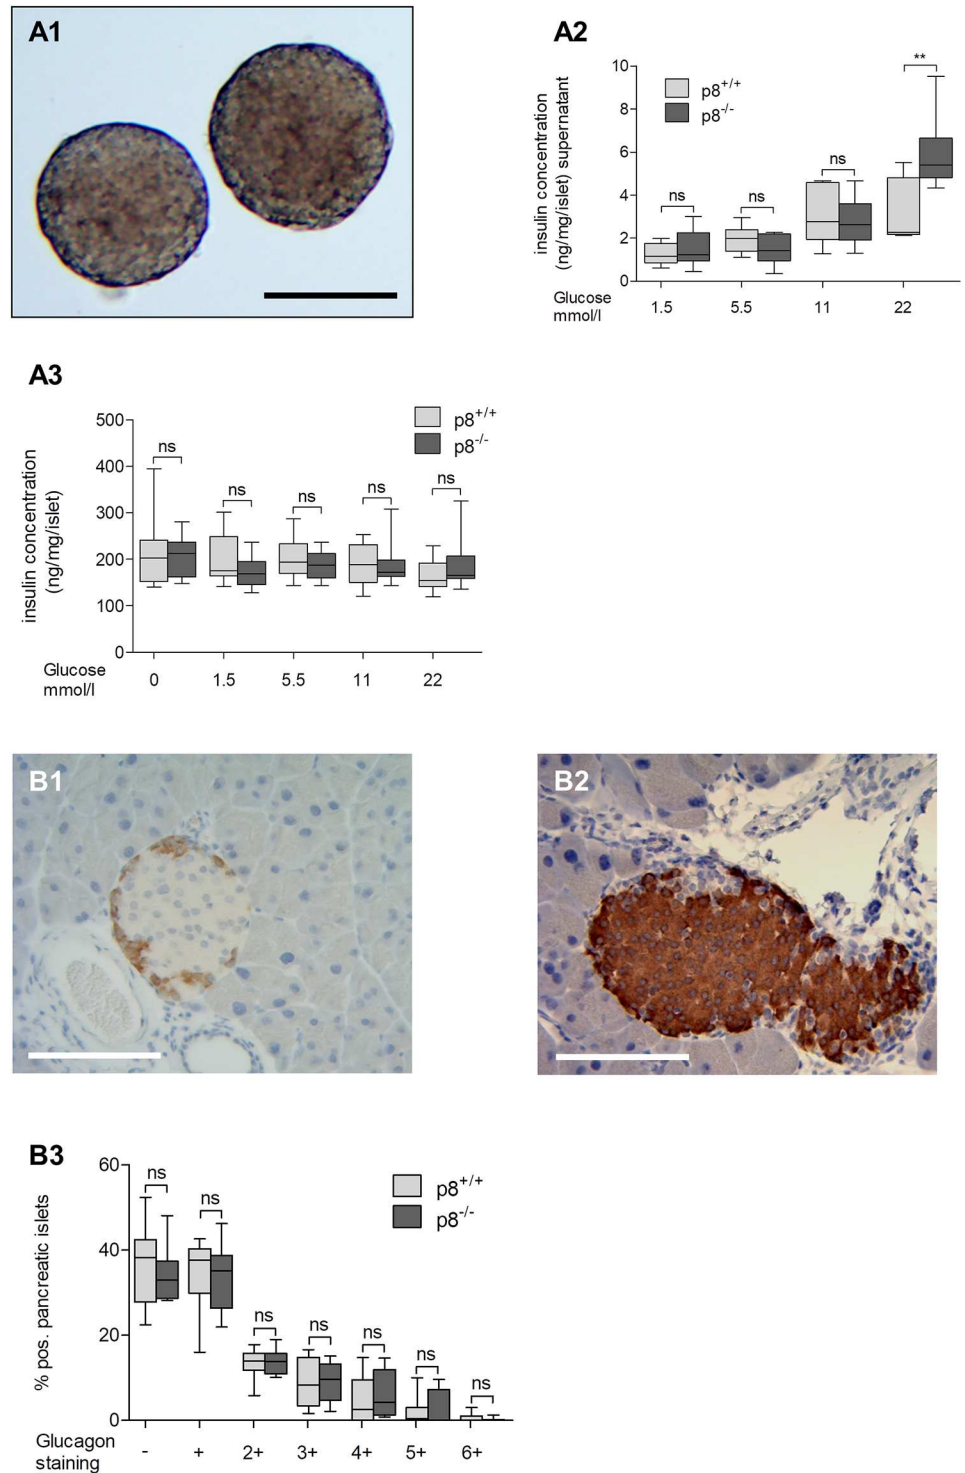 A1
A2
insulin concentration
(ng/mg/islet) supernatant
10
8
6
4
2
0
p8+/+
p8-/-
ns
ns
ns
**
Glucose
mmol/l
1.5
5.5
11
22
A3
insulin concentration
(ng/mg/islet)
500
400
300
200
100
0
p8+/+
p8-/-
ns
ns
ns
ns
ns
Glucose
mmol/l
0
1.5
5.5
11
22
B1
B2
B3
% pos. pancreatic islets
60
40
20
0
p8+/+
p8-/-
ns
ns
ns
ns
ns
ns
ns
Glucagon
staining
-
+
2+
3+
4+
5+
6+